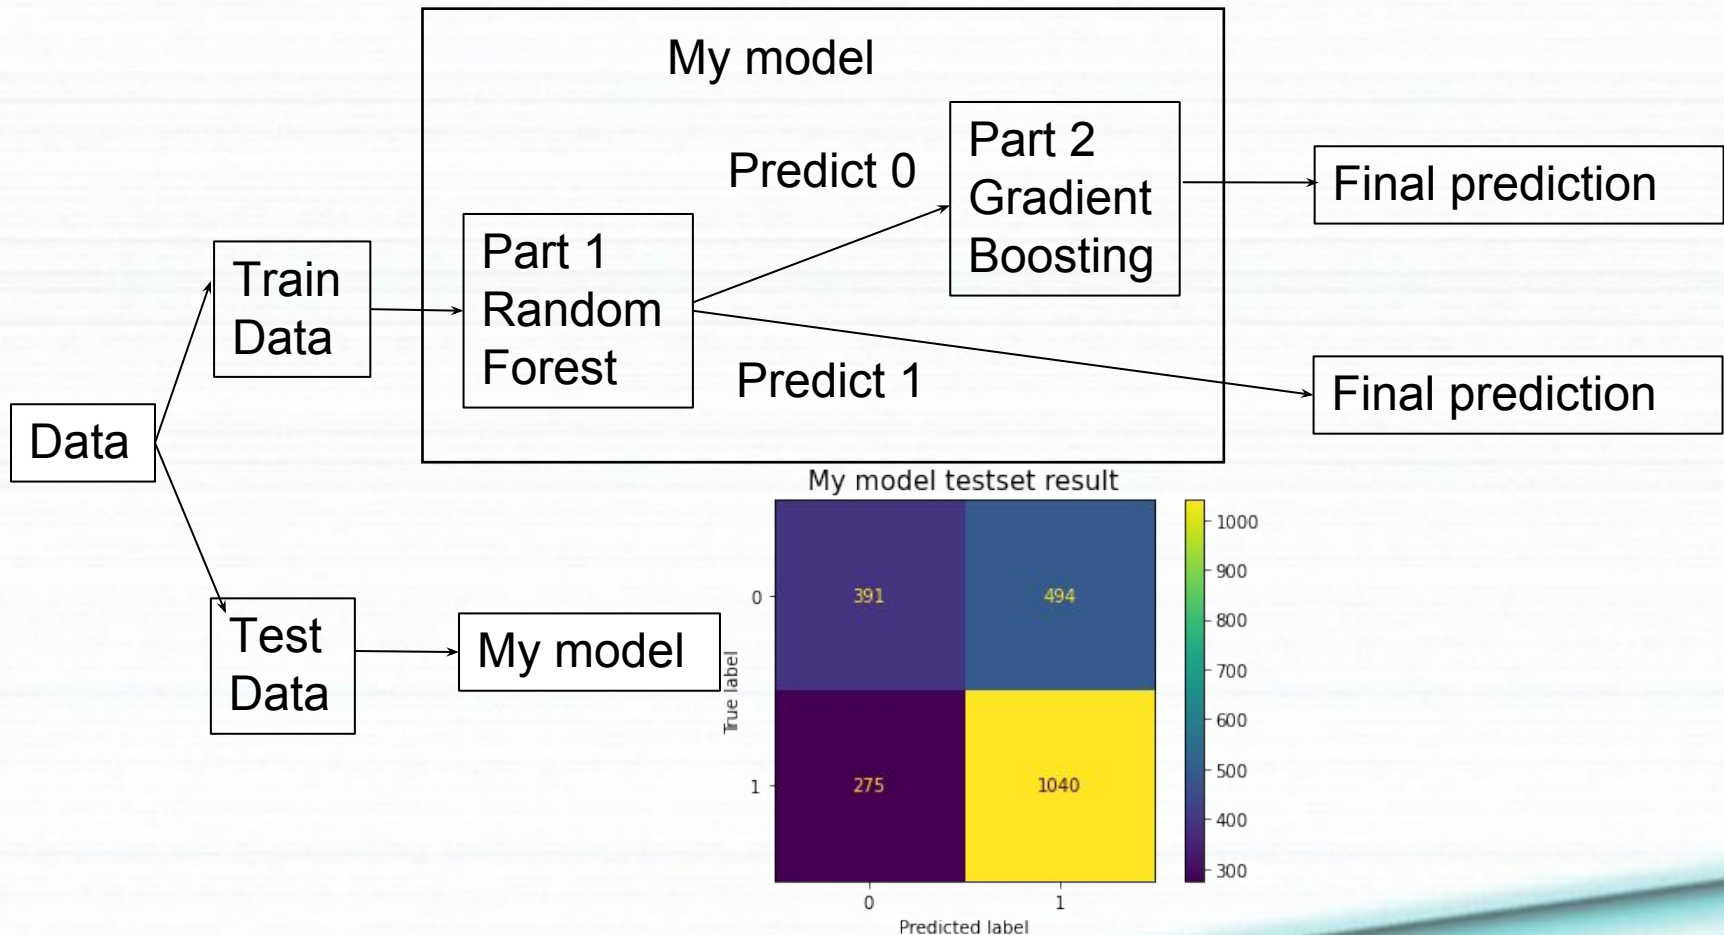 My model
Part 2
Gradient
Boosting
Predict 0
Final prediction
Part 1
Random
Forest
Train
Data
Predict 1
Final prediction
Data
My model testset result
Test
Data
My model
True label
0
1
391
494
275
1040
0
1
Predicted label
1000
900
800
700
600
500
400
300